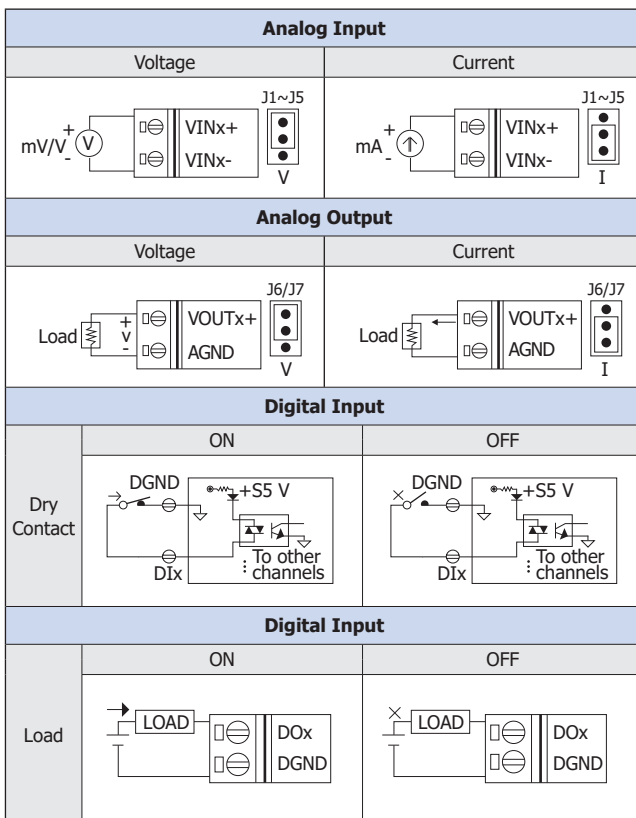 Analog Input
Voltage
Current
J1~J5
mV/V
+
-
V
VINx+
VINx-
V
J1~J5
mA
+
-
VINx+
VINx-
I
Analog Output
Voltage
Current
J6/J7
Load
+
V
-
VOUTx+
AGND
V
J6/J7
Load
VOUTx+
AGND
I
Digital Input
ON
OFF
Dry
Contact
DGND
+S5 V
DIx
To other
channels
DGND
+S5 V
DIx
To other
channels
Digital Input
ON
OFF
Load
LOAD
DOx
DGND
LOAD
DOx
DGND